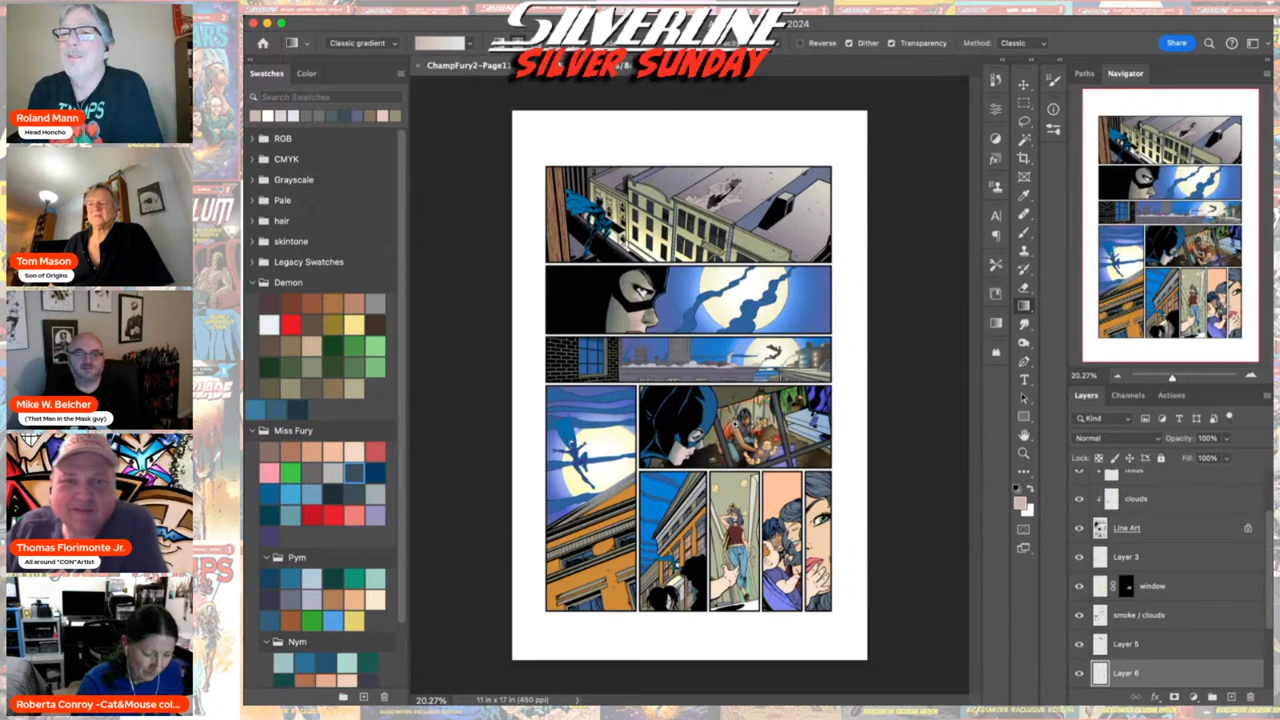 Roland Mann
Head Honcho
Tom Mason
Son of Origins
Mike W. Belcher
(That Man in the Mask guy)
Thomas Florimonte Jr.
All around "CON"Artist
Roberta Conroy -Cat&Mouse col...
SILVERLINE
SILVER SUNDAY
2024
Classic gradient
Reverse
Dither
Transparency
Method:
Classic
Share
ChampFury2-Page11
Swatches
Color
Search Swatches
RGB
CMYK
Grayscale
Pale
hair
skintone
Legacy Swatches
Demon
Miss Fury
Pym
Nym
20.27%
11 in x 17 in (450 ppi)
Paths
Navigator
20.27%
Layers
Channels
Actions
Kind
Normal
Opacity:
100%
Lock:
Fill:
100%
clouds
Line Art
Layer 3
window
smoke / clouds
Layer 5
Layer 6